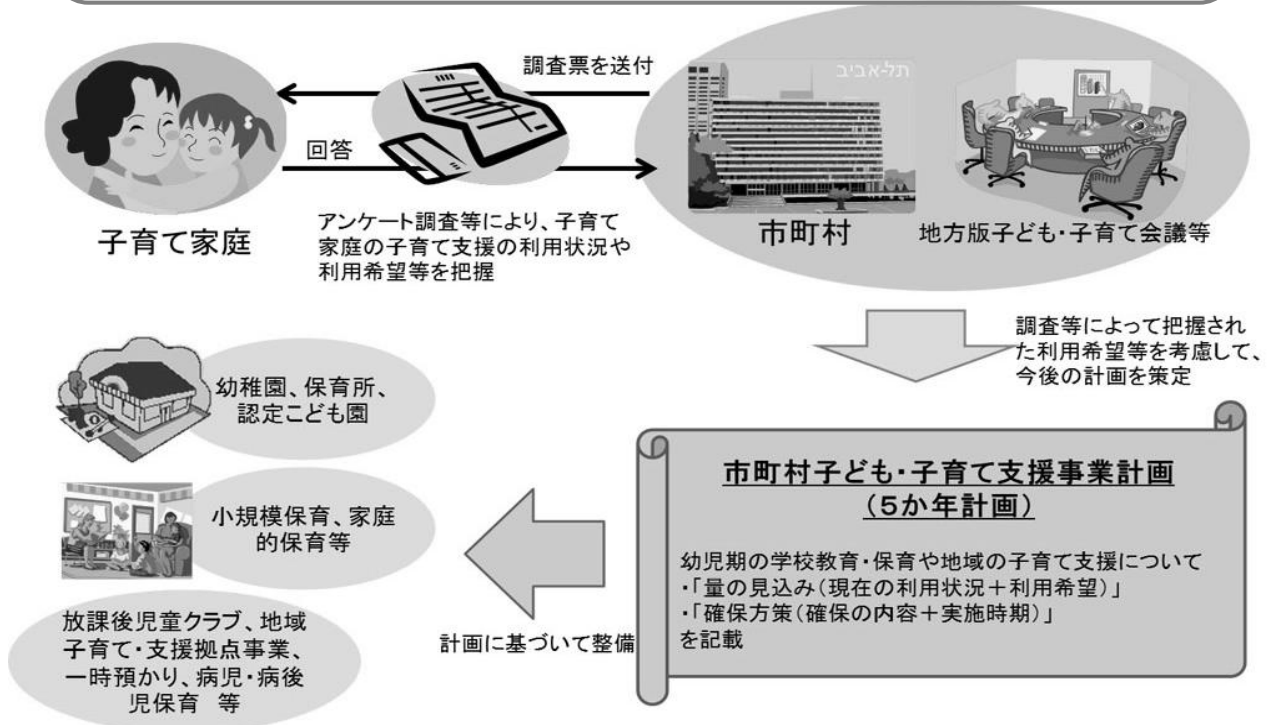 調査票を送付
回答
תל-אביב
子育て家庭
アンケート調査等により、子育て
家庭の子育て支援の利用状況や
利用希望等を把握
市町村
地方版子ども・子育て会議等
調査等によって把握され
た利用希望等を考慮して、
今後の計画を策定
幼稚園、保育所、
認定こども園
小規模保育、家庭
的保育等
放課後児童クラブ、地域
子育て・支援拠点事業、
一時預かり、病児・病後
児保育 等
計画に基づいて整備
市町村子ども・子育て支援事業計画
（5か年計画）
幼児期の学校教育・保育や地域の子育て支援について
・「量の見込み（現在の利用状況＋利用希望）」
・「確保方策（確保の内容＋実施時期）」
を記載